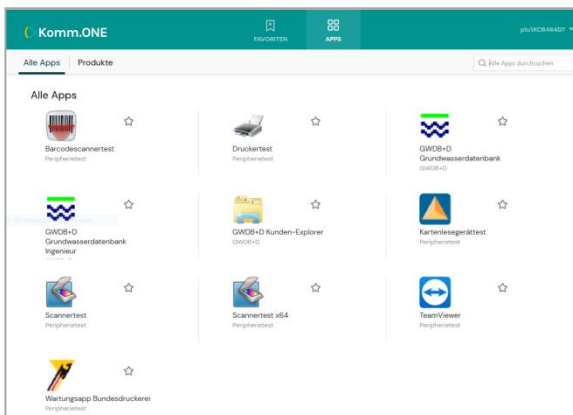 Komm.ONE
FAVORITEN
APPS
Alle Apps
Produkte
Alle Apps durchsuchen
Alle Apps
Barcodescannertest
Peripherietest
Druckertest
Peripherietest
GWDB+D
Grundwasserdatenbank
GWDB+D
GWDB+D
Grundwasserdatenbank
Ingenieur
GWDB+D Kunden-Explorer
GWDB+D
Kartenlesegerättest
Peripherietest
Scannertest
Peripherietest
Scannertest x64
Peripherietest
TeamViewer
Peripherietest
Wartungsapp Bundesdruckerei
Peripherietest